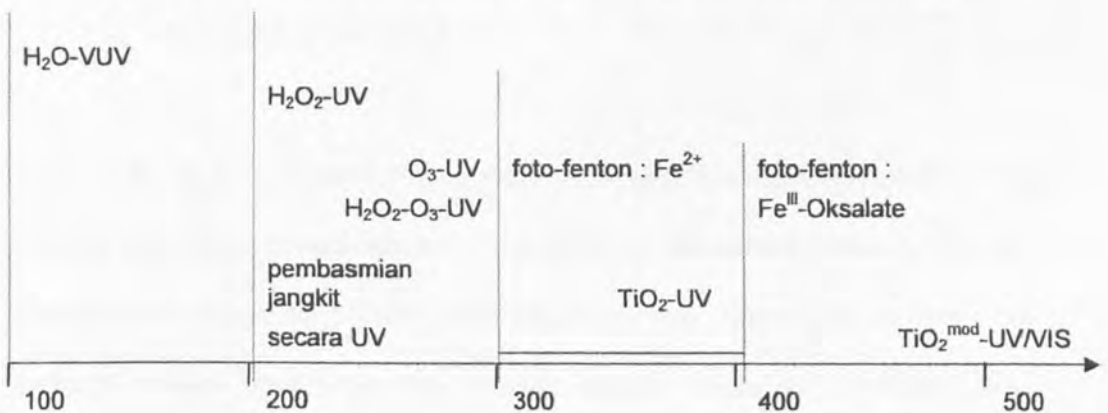 H₂O-VUV
H₂O₂-UV
O₃-UV
foto-fenton : Fe²⁺
foto-fenton :
H₂O₂-O₃-UV
Feᴵᴵᴵ-Oksalate
pembasmian
jangkit
TiO₂-UV
secara UV
TiO₂ᵐᵒᵈ-UV/VIS
100
200
300
400
500